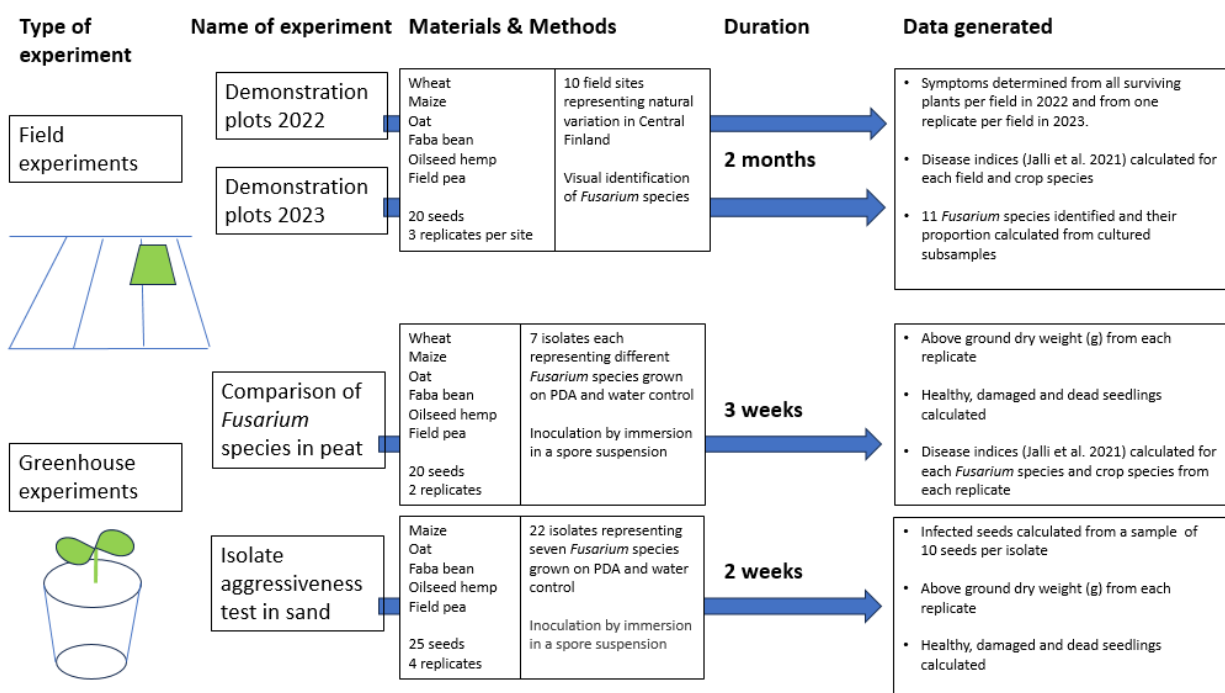 Type of
experiment
Name of experiment
Materials & Methods
Duration
Data generated
Field
experiments
Demonstration
plots 2022
Demonstration
plots 2023
Wheat
Maize
Oat
Faba bean
Oilseed hemp
Field pea
20 seeds
3 replicates per site
10 field sites
representing natural
variation in Central
Finland
Visual identification
of Fusarium species
2 months
• Symptoms determined from all surviving
plants per field in 2022 and from one
replicate per field in 2023.
• Disease indices (Jalli et al. 2021) calculated for
each field and crop species
• 11 Fusarium species identified and their
proportion calculated from cultured
subsamples
Greenhouse
experiments
Comparison of
Fusarium
species in peat
Wheat
Maize
Oat
Faba bean
Oilseed hemp
Field pea
20 seeds
2 replicates
7 isolates each
representing different
Fusarium species grown
on PDA and water control
Inoculation by immersion
in a spore suspension
3 weeks
• Above ground dry weight (g) from each
replicate
• Healthy, damaged and dead seedlings
calculated
• Disease indices (Jalli et al. 2021) calculated for
each Fusarium species and crop species from
each replicate
Isolate
aggressiveness
test in sand
Maize
Oat
Faba bean
Oilseed hemp
Field pea
25 seeds
4 replicates
22 isolates representing
seven Fusarium species
grown on PDA and water
control
Inoculation by immersion
in a spore suspension
2 weeks
• Infected seeds calculated from a sample of
10 seeds per isolate
• Above ground dry weight (g) from each
replicate
• Healthy, damaged and dead seedlings
calculated